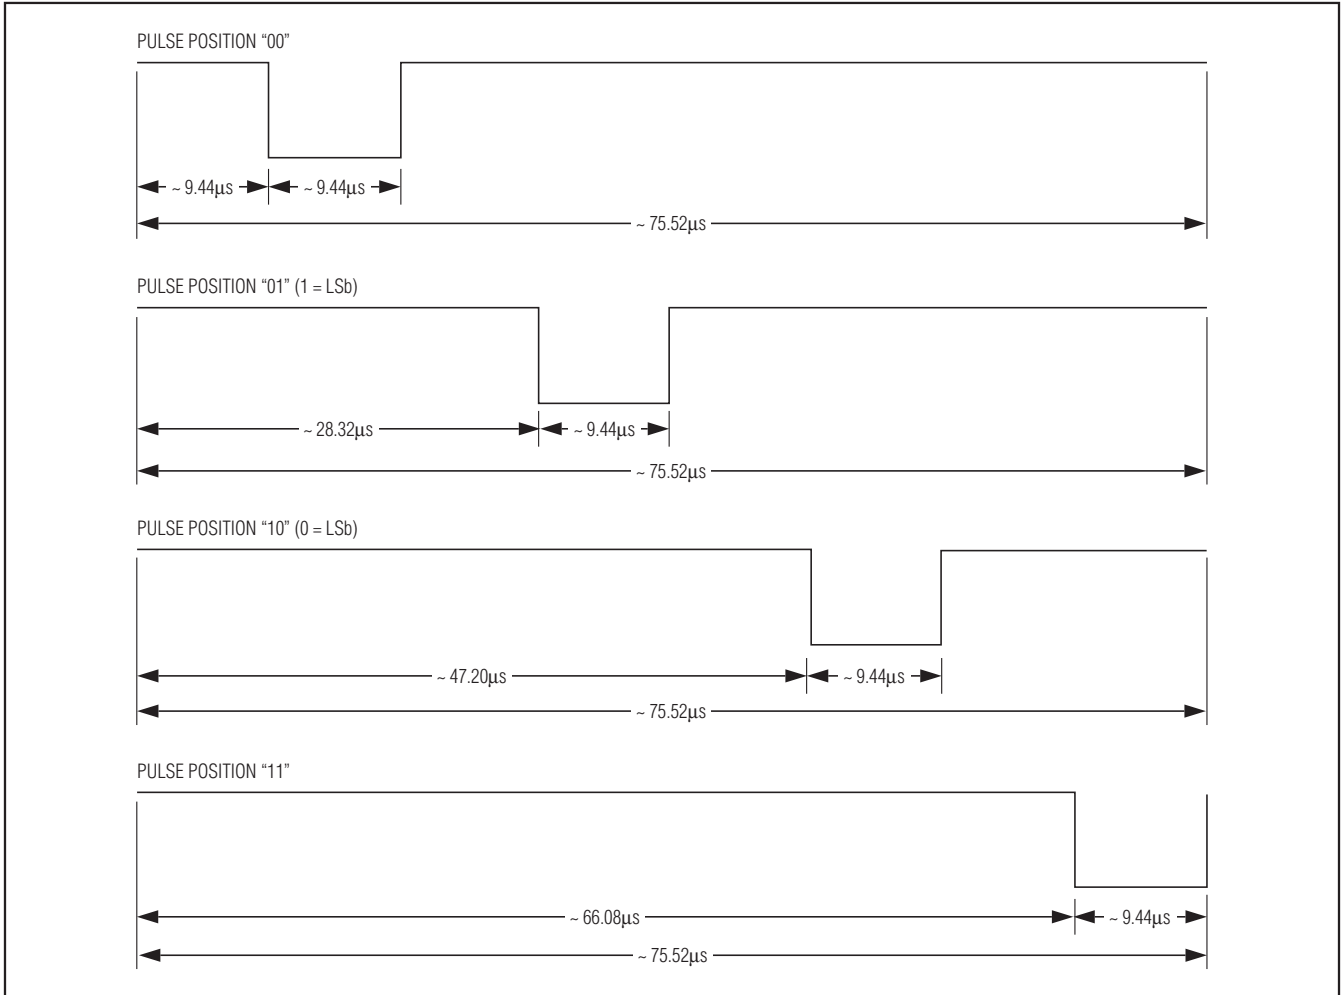 PULSE POSITION “00”
~ 9.44μs ~ 9.44μs
~ 75.52μs
PULSE POSITION “01” (1 = LSb)
~ 28.32μs ~ 9.44μs
~ 75.52μs
PULSE POSITION “10” (0 = LSb)
~ 47.20μs ~ 9.44μs
~ 75.52μs
PULSE POSITION “11”
~ 66.08μs ~ 9.44μs
~ 75.52μs